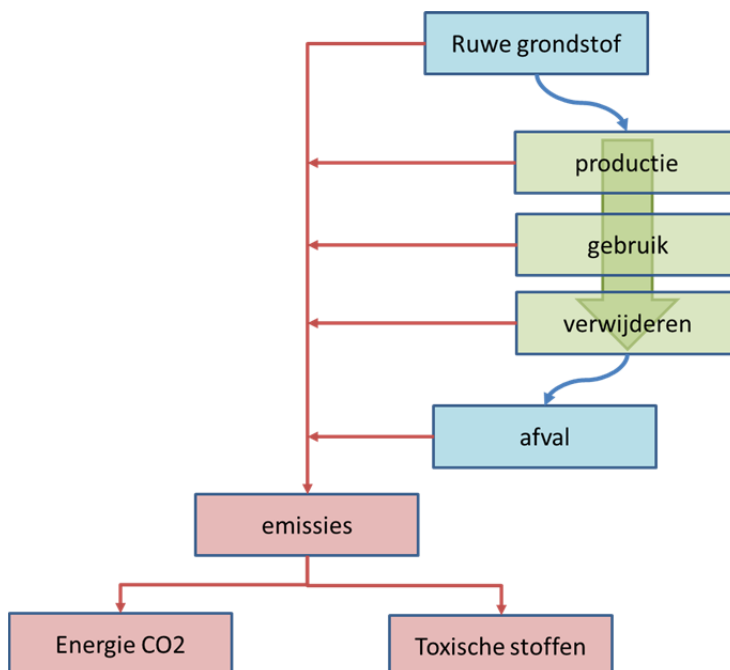 Ruwe grondstof
productie
gebruik
verwijderen
afval
emissies
Energie CO2
Toxische stoffen